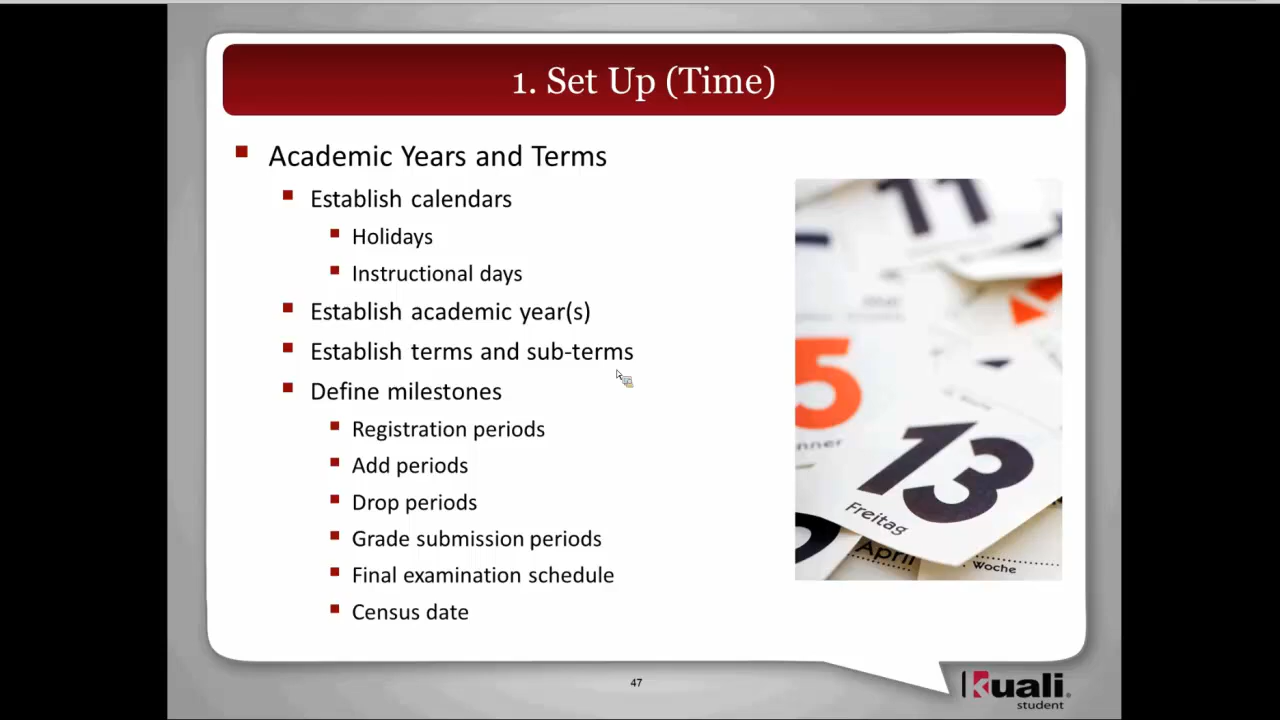 1. Set Up (Time)
Academic Years and Terms
Establish calendars
Holidays
Instructional days
Establish academic year(s)
Establish terms and sub-terms
Define milestones
Registration periods
Add periods
Drop periods
Grade submission periods
Final examination schedule
Census date
11
5
nner
13
Freitag
April
Woche
47
Kuali
student